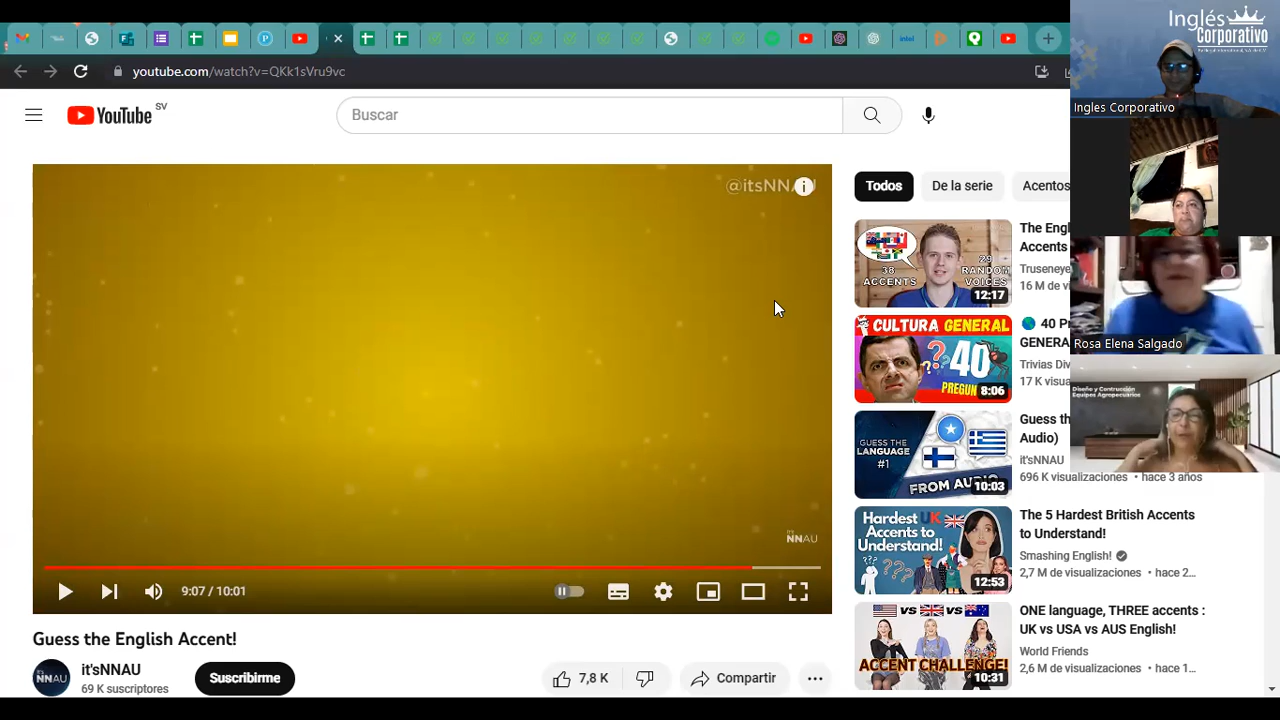 youtube.com/watch?v=QKk1sVru9vc
YouTube SV
Buscar
@itsNNAU
NNAU
9:07 / 10:01
Guess the English Accent!
it'sNNAU
69 K suscriptores
Suscribirme
7,8 K
Compartir
Todos
De la serie
Acentos
38 ACCENTS
29 RANDOM VOICES
12:17
The Engl
Accents
Truseneye
16 M de vi
CULTURA GENERAL
40
PREGUN
8:06
40 Pr
GENERA
Trivias Div
17 K visua
GUESS THE
LANGUAGE
#1
FROM AUDIO
10:03
Guess th
Audio)
it'sNNAU
696 K visualizaciones • hace 3 años
Hardest UK
Accents to
Understand!
12:53
The 5 Hardest British Accents
to Understand!
Smashing English!
2,7 M de visualizaciones • hace 2...
VS VS
ACCENT CHALLENGE!
10:31
ONE language, THREE accents :
UK vs USA vs AUS English!
World Friends
2,6 M de visualizaciones • hace 1...
Inglés
Corporativo
Ingles Corporativo
Rosa Elena Salgado
Diseño y Contrucción
Equipos Agropecuarios